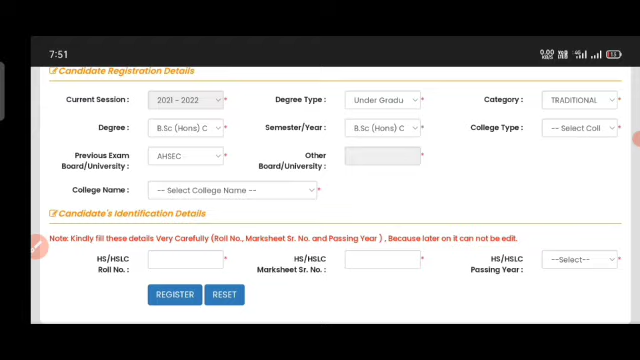 7:51 0.00 KB/S 13
Candidate Registration Details
Current Session : 2021 - 2022 * Degree Type : Under Gradu * Category : TRADITIONAL *
Degree : B.Sc (Hons) C * Semester/Year : B.Sc (Hons) C * College Type : -- Select Coll *
Previous Exam Board/University : AHSEC * Other Board/University : *
College Name : -- Select College Name -- *
Candidate's Identification Details
Note: Kindly fill these details Very Carefully (Roll No., Marksheet Sr. No. and Passing Year ) , Because later on it can not be edit.
HS/HSLC Roll No. : * HS/HSLC Marksheet Sr. No. : * HS/HSLC Passing Year : --Select-- *
REGISTER RESET